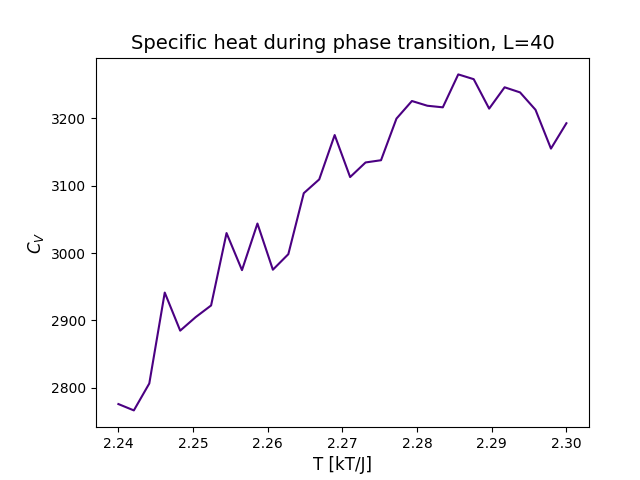 Specific heat during phase transition, L=40
3200
3100
3000
2900
2800
C_V
2.24 2.25 2.26 2.27 2.28 2.29 2.30
T [kT/J]